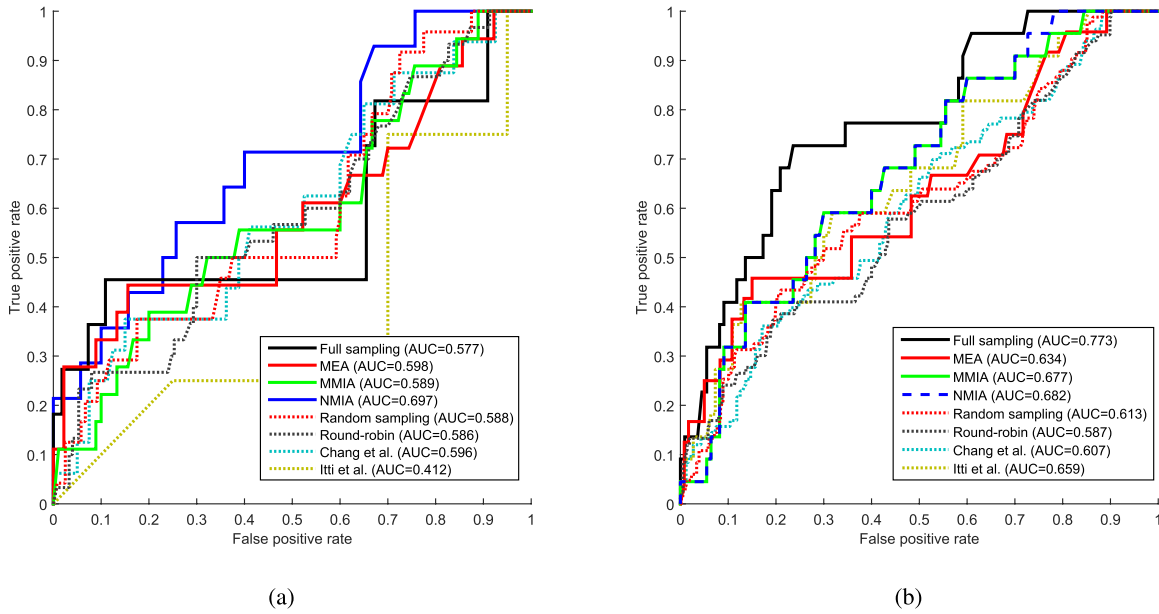 1
0.9
0.8
0.7
0.6
0.5
0.4
0.3
0.2
0.1
0
True positive rate
0 0.1 0.2 0.3 0.4 0.5 0.6 0.7 0.8 0.9 1
False positive rate
Full sampling (AUC=0.577)
MEA (AUC=0.598)
MMIA (AUC=0.589)
NMIA (AUC=0.697)
Random sampling (AUC=0.588)
Round-robin (AUC=0.586)
Chang et al. (AUC=0.596)
Itti et al. (AUC=0.412)
(a)
1
0.9
0.8
0.7
0.6
0.5
0.4
0.3
0.2
0.1
0
True positive rate
0 0.1 0.2 0.3 0.4 0.5 0.6 0.7 0.8 0.9 1
False positive rate
Full sampling (AUC=0.773)
MEA (AUC=0.634)
MMIA (AUC=0.677)
NMIA (AUC=0.682)
Random sampling (AUC=0.613)
Round-robin (AUC=0.587)
Chang et al. (AUC=0.607)
Itti et al. (AUC=0.659)
(b)